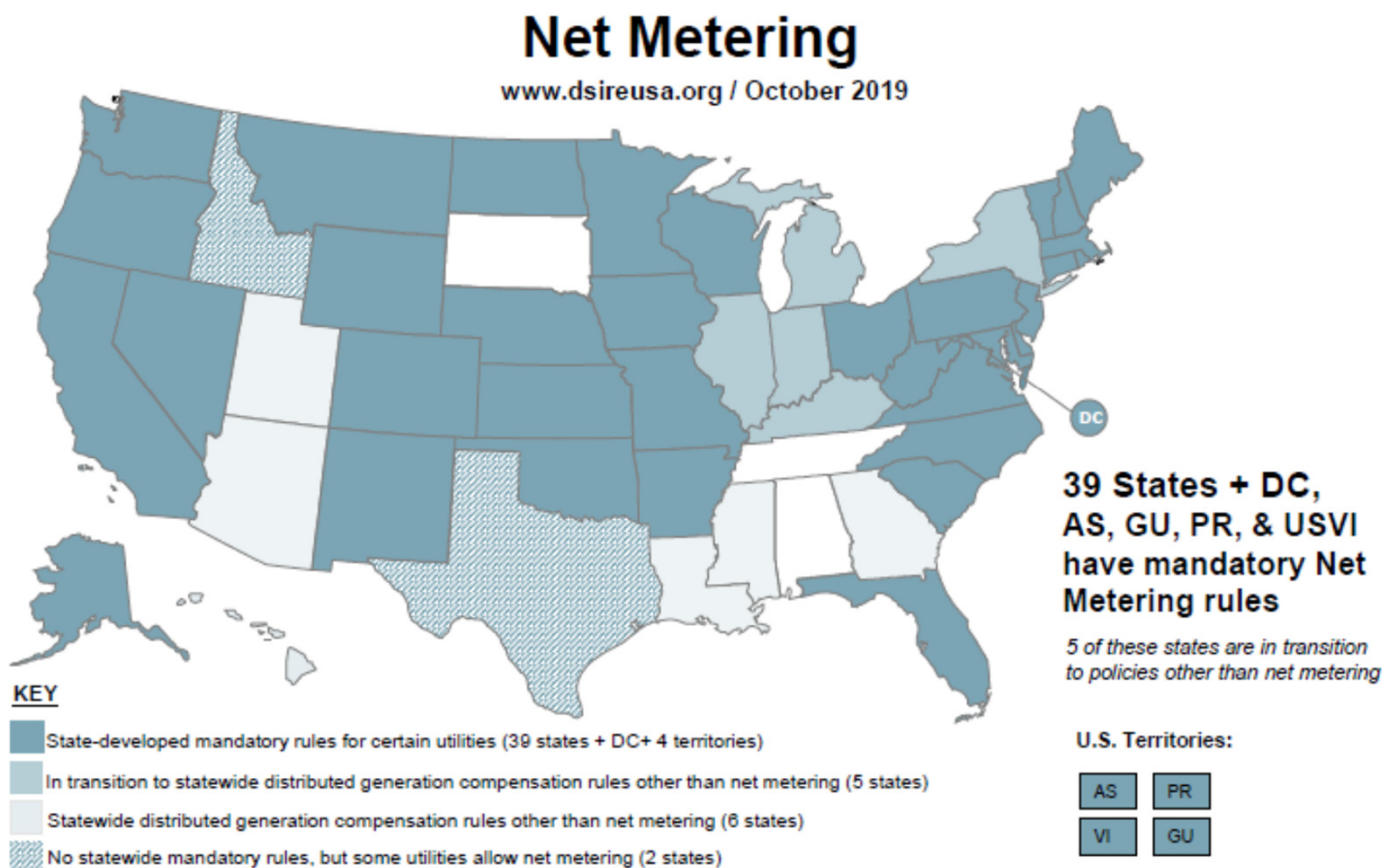 Net Metering
www.dsireusa.org / October 2019
DC
39 States + DC,
AS, GU, PR, & USVI
have mandatory Net
Metering rules
5 of these states are in transition
to policies other than net metering
KEY
State-developed mandatory rules for certain utilities (39 states + DC+ 4 territories)
In transition to statewide distributed generation compensation rules other than net metering (5 states)
Statewide distributed generation compensation rules other than net metering (6 states)
No statewide mandatory rules, but some utilities allow net metering (2 states)
U.S. Territories:
AS PR
VI GU